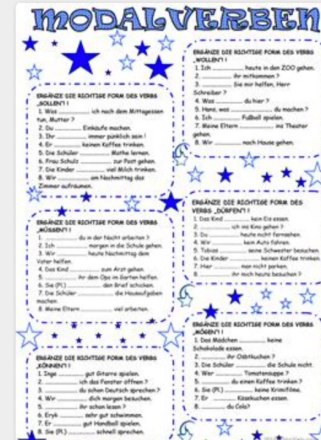 MODALVERBEN
ERGÄNZE DIE RICHTIGE FORM DES VERBS
„SOLLEN"!
1. Was ............ ich nach dem Mittagessen
tun, Mutter ?
2. Du ............ Einkäufe machen.
3. Ihr ............ immer pünktlich sein !
4. Er ............ keinen Kaffee trinken.
5. Die Schüler ............ Mathe lernen.
6. Frau Schulz ............ zur Post gehen.
7. Die Kinder ............ viel Milch trinken.
8. Wir ............ am Nachmittag das
Zimmer aufräumen.
ERGÄNZE DIE RICHTIGE FORM DES VERBS
„MÜSSEN"!
1. ............ du in der Nacht arbeiten ?
2. Ich ............ morgen in die Schule gehen.
3. Wir ............ heute Nachmittag dem
Vater helfen.
4. Das Kind ............ zum Arzt gehen.
5. ............ ihr dem Opa im Garten helfen.
6. Sie (Pl.) ............ den Brief schicken.
7. Die Schüler ............ die Hausaufgaben
machen.
8. Meine Eltern ............ viel arbeiten.
ERGÄNZE DIE RICHTIGE FORM DES VERBS
„KÖNNEN"!
1. Inge ............ gut Gitarre spielen.
2. ............ ich das Fenster öffnen ?
3. ............ du schon Deutsch sprechen ?
4. Wir ............ dich morgen besuchen.
5. ............ ihr schon lesen ?
6. Eryk ............ sehr gut schwimmen.
7. Er ............ gut Handball spielen.
8. Sie (Pl.) ............ schnell sprechen.
ERGÄNZE DIE RICHTIGE FORM DES VERBS
„WOLLEN"!
1. Ich ............ heute in den ZOO gehen.
2. ............ ihr mitkommen ?
3. ............ Sie mir helfen, Herr
Schreiber ?
4. Was ............ du hier ?
5. Hans, was ............ du machen ?
6. Ich ............ Fußball spielen.
7. Meine Eltern ............ ins Theater
gehen.
8. Wir ............ nach Hause gehen.
ERGÄNZE DIE RICHTIGE FORM DES
VERBS „DÜRFEN"!
1. Das Kind ............ kein Eis essen.
2. ............ ich ins Kino gehen ?
3. Du ............ heute nicht fernsehen.
4. Wir ............ kein Auto fahren.
5. Tobias ............ seine Schwester besuchen.
6. Die Kinder ............ keinen Kaffee trinken.
7. Hier ............ man nicht parken.
8. ............ ihr mich heute besuchen ?
ERGÄNZE DIE RICHTIGE FORM DES VERBS
„MÖGEN"!
1. Das Mädchen ............ keine
Schokolade essen.
2. ............ ihr Obstkuchen ?
3. Die Schüler ............ die Schule nicht.
4. Wer ............ Tomatensuppe ?
5. ............ du einen Kaffee trinken ?
6. Sie (Pl.) ............ keine Krimifilme.
7. Er ............ Käsekuchen essen.
8. ............ du Cola?